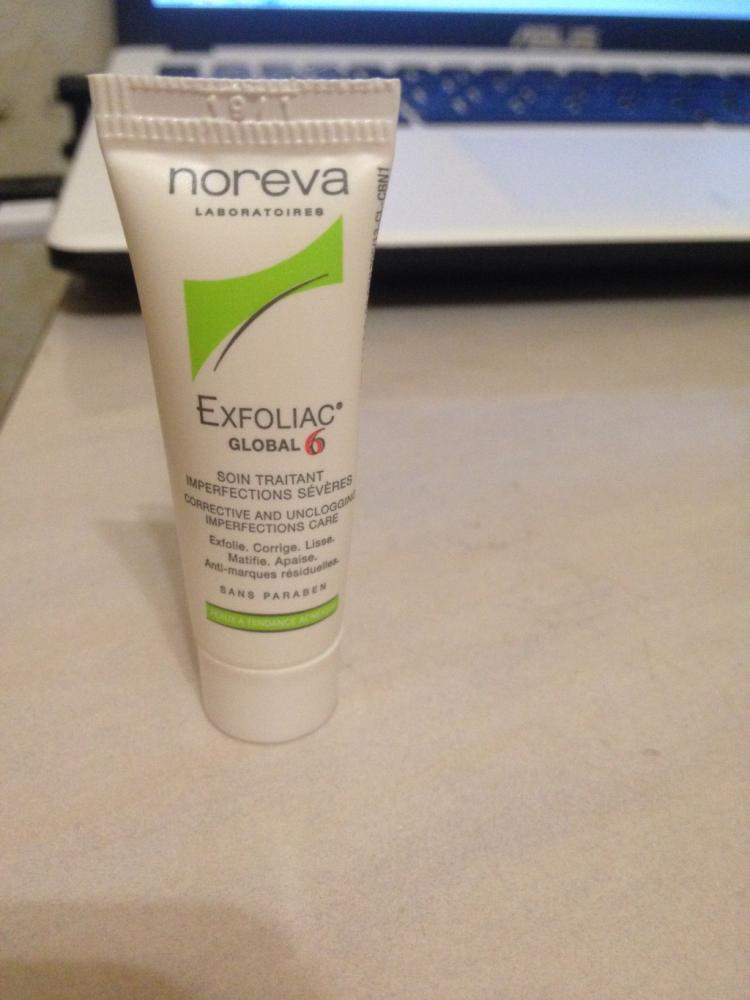 ASUS
noreva
LABORATOIRES
EXFOLIAC®
GLOBAL 6
SOIN TRAITANT
IMPERFECTIONS SÉVÈRES
CORRECTIVE AND UNCLOGGING
IMPERFECTIONS CARE
Exfolie. Corrige. Lisse.
Matifie. Apaise.
Anti-marques résiduelles.
SANS PARABEN
PEAUX À TENDANCE ACNÉIQUE